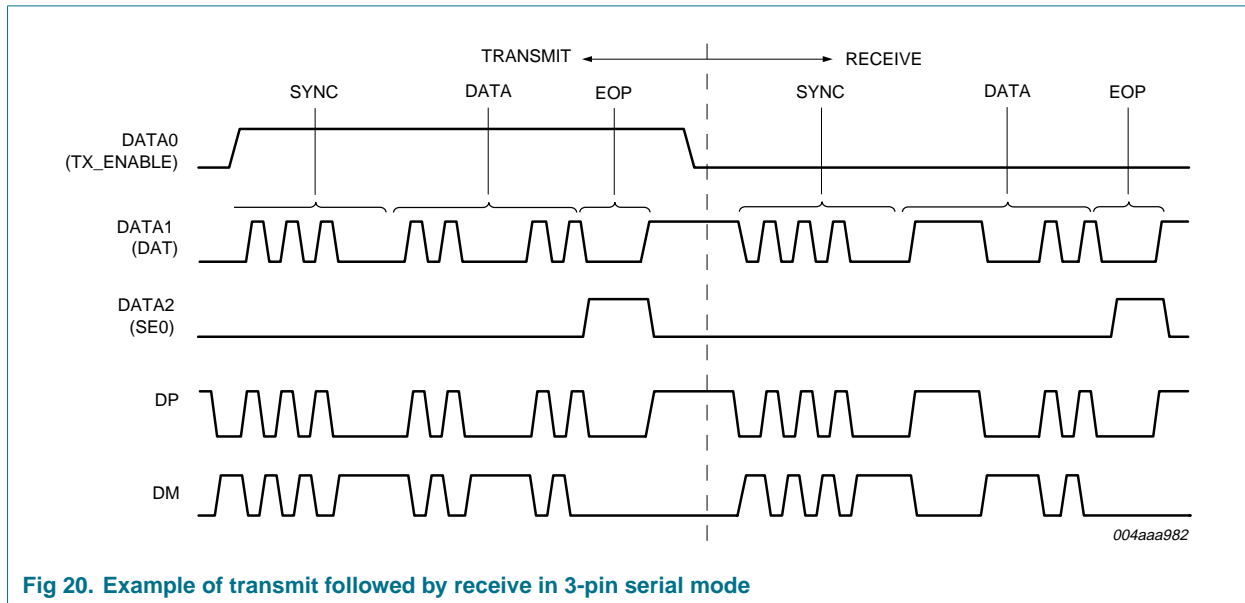 TRANSMIT RECEIVE
SYNC DATA EOP SYNC DATA EOP
DATA0
(TX_ENABLE)
DATA1
(DAT)
DATA2
(SE0)
DP
DM
004aaa982
Fig 20. Example of transmit followed by receive in 3-pin serial mode